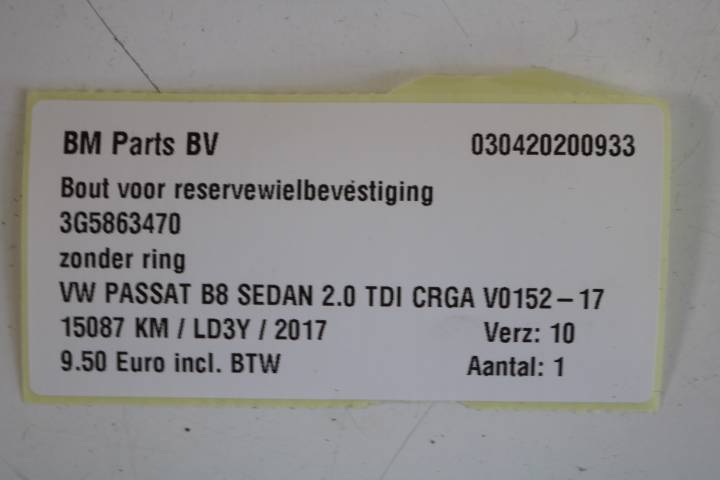 BM Parts BV 030420200933
Bout voor reservewielbevestiging
3G5863470
zonder ring
VW PASSAT B8 SEDAN 2.0 TDI CRGA V0152-17
15087 KM / LD3Y / 2017 Verz: 10
9.50 Euro incl. BTW Aantal: 1